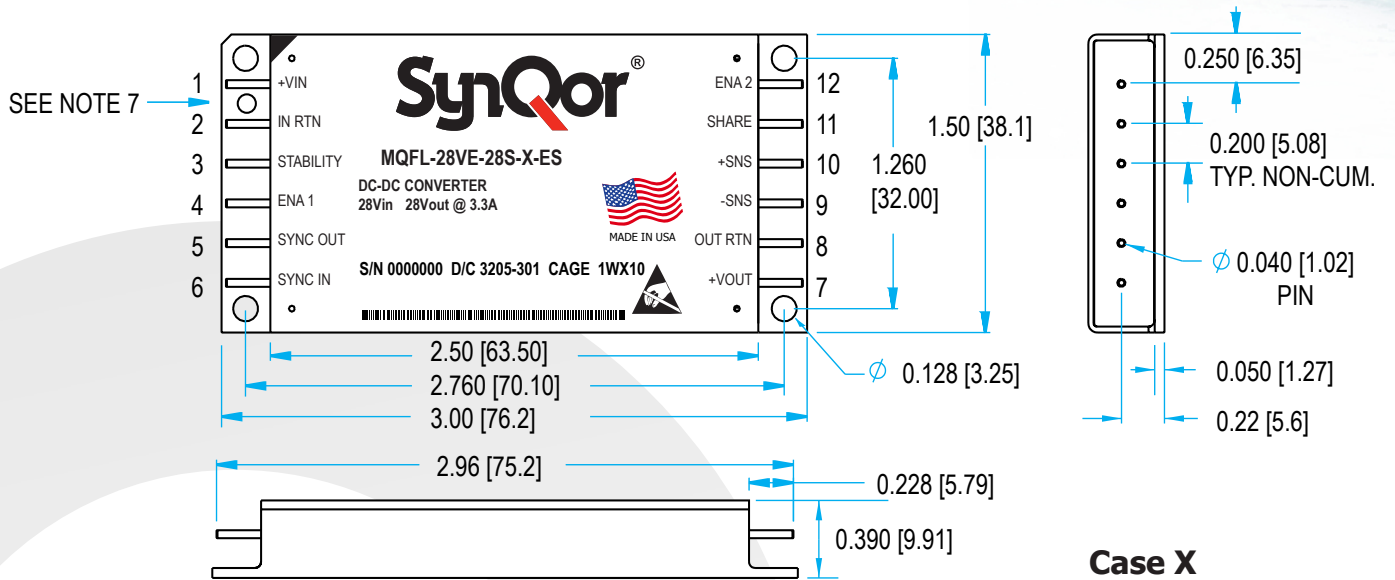 SynQor®
MQFL-28VE-28S-X-ES
DC-DC CONVERTER
28Vin 28Vout @ 3.3A
MADE IN USA
S/N 0000000 D/C 3205-301 CAGE 1WX10
SEE NOTE 7
1 +VIN
2 IN RTN
3 STABILITY
4 ENA 1
5 SYNC OUT
6 SYNC IN
ENA 2 12
SHARE 11
+SNS 10
-SNS 9
OUT RTN 8
+VOUT 7
1.260
[32.00]
1.50 [38.1]
2.50 [63.50]
2.760 [70.10]
3.00 [76.2]
∅ 0.128 [3.25]
0.250 [6.35]
0.200 [5.08]
TYP. NON-CUM.
∅ 0.040 [1.02]
PIN
0.050 [1.27]
0.22 [5.6]
2.96 [75.2]
0.228 [5.79]
0.390 [9.91]
Case X